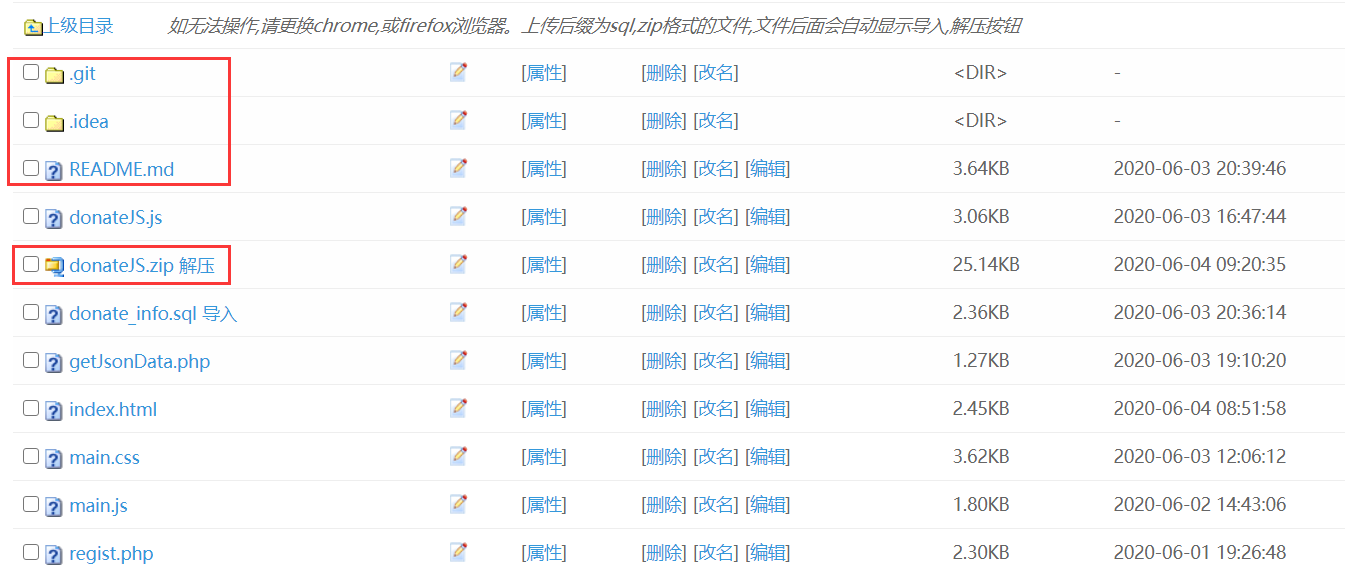 上级目录 如无法操作,请更换chrome,或firefox浏览器。上传后缀为sql,zip格式的文件,文件后面会自动显示导入,解压按钮
.git [属性] [删除] [改名] <DIR> -
.idea [属性] [删除] [改名] <DIR> -
README.md [属性] [删除] [改名] [编辑] 3.64KB 2020-06-03 20:39:46
donateJS.js [属性] [删除] [改名] [编辑] 3.06KB 2020-06-03 16:47:44
donateJS.zip 解压 [属性] [删除] [改名] [编辑] 25.14KB 2020-06-04 09:20:35
donate_info.sql 导入 [属性] [删除] [改名] [编辑] 2.36KB 2020-06-03 20:36:14
getJsonData.php [属性] [删除] [改名] [编辑] 1.27KB 2020-06-03 19:10:20
index.html [属性] [删除] [改名] [编辑] 2.45KB 2020-06-04 08:51:58
main.css [属性] [删除] [改名] [编辑] 3.62KB 2020-06-03 12:06:12
main.js [属性] [删除] [改名] [编辑] 1.80KB 2020-06-02 14:43:06
regist.php [属性] [删除] [改名] [编辑] 2.30KB 2020-06-01 19:26:48